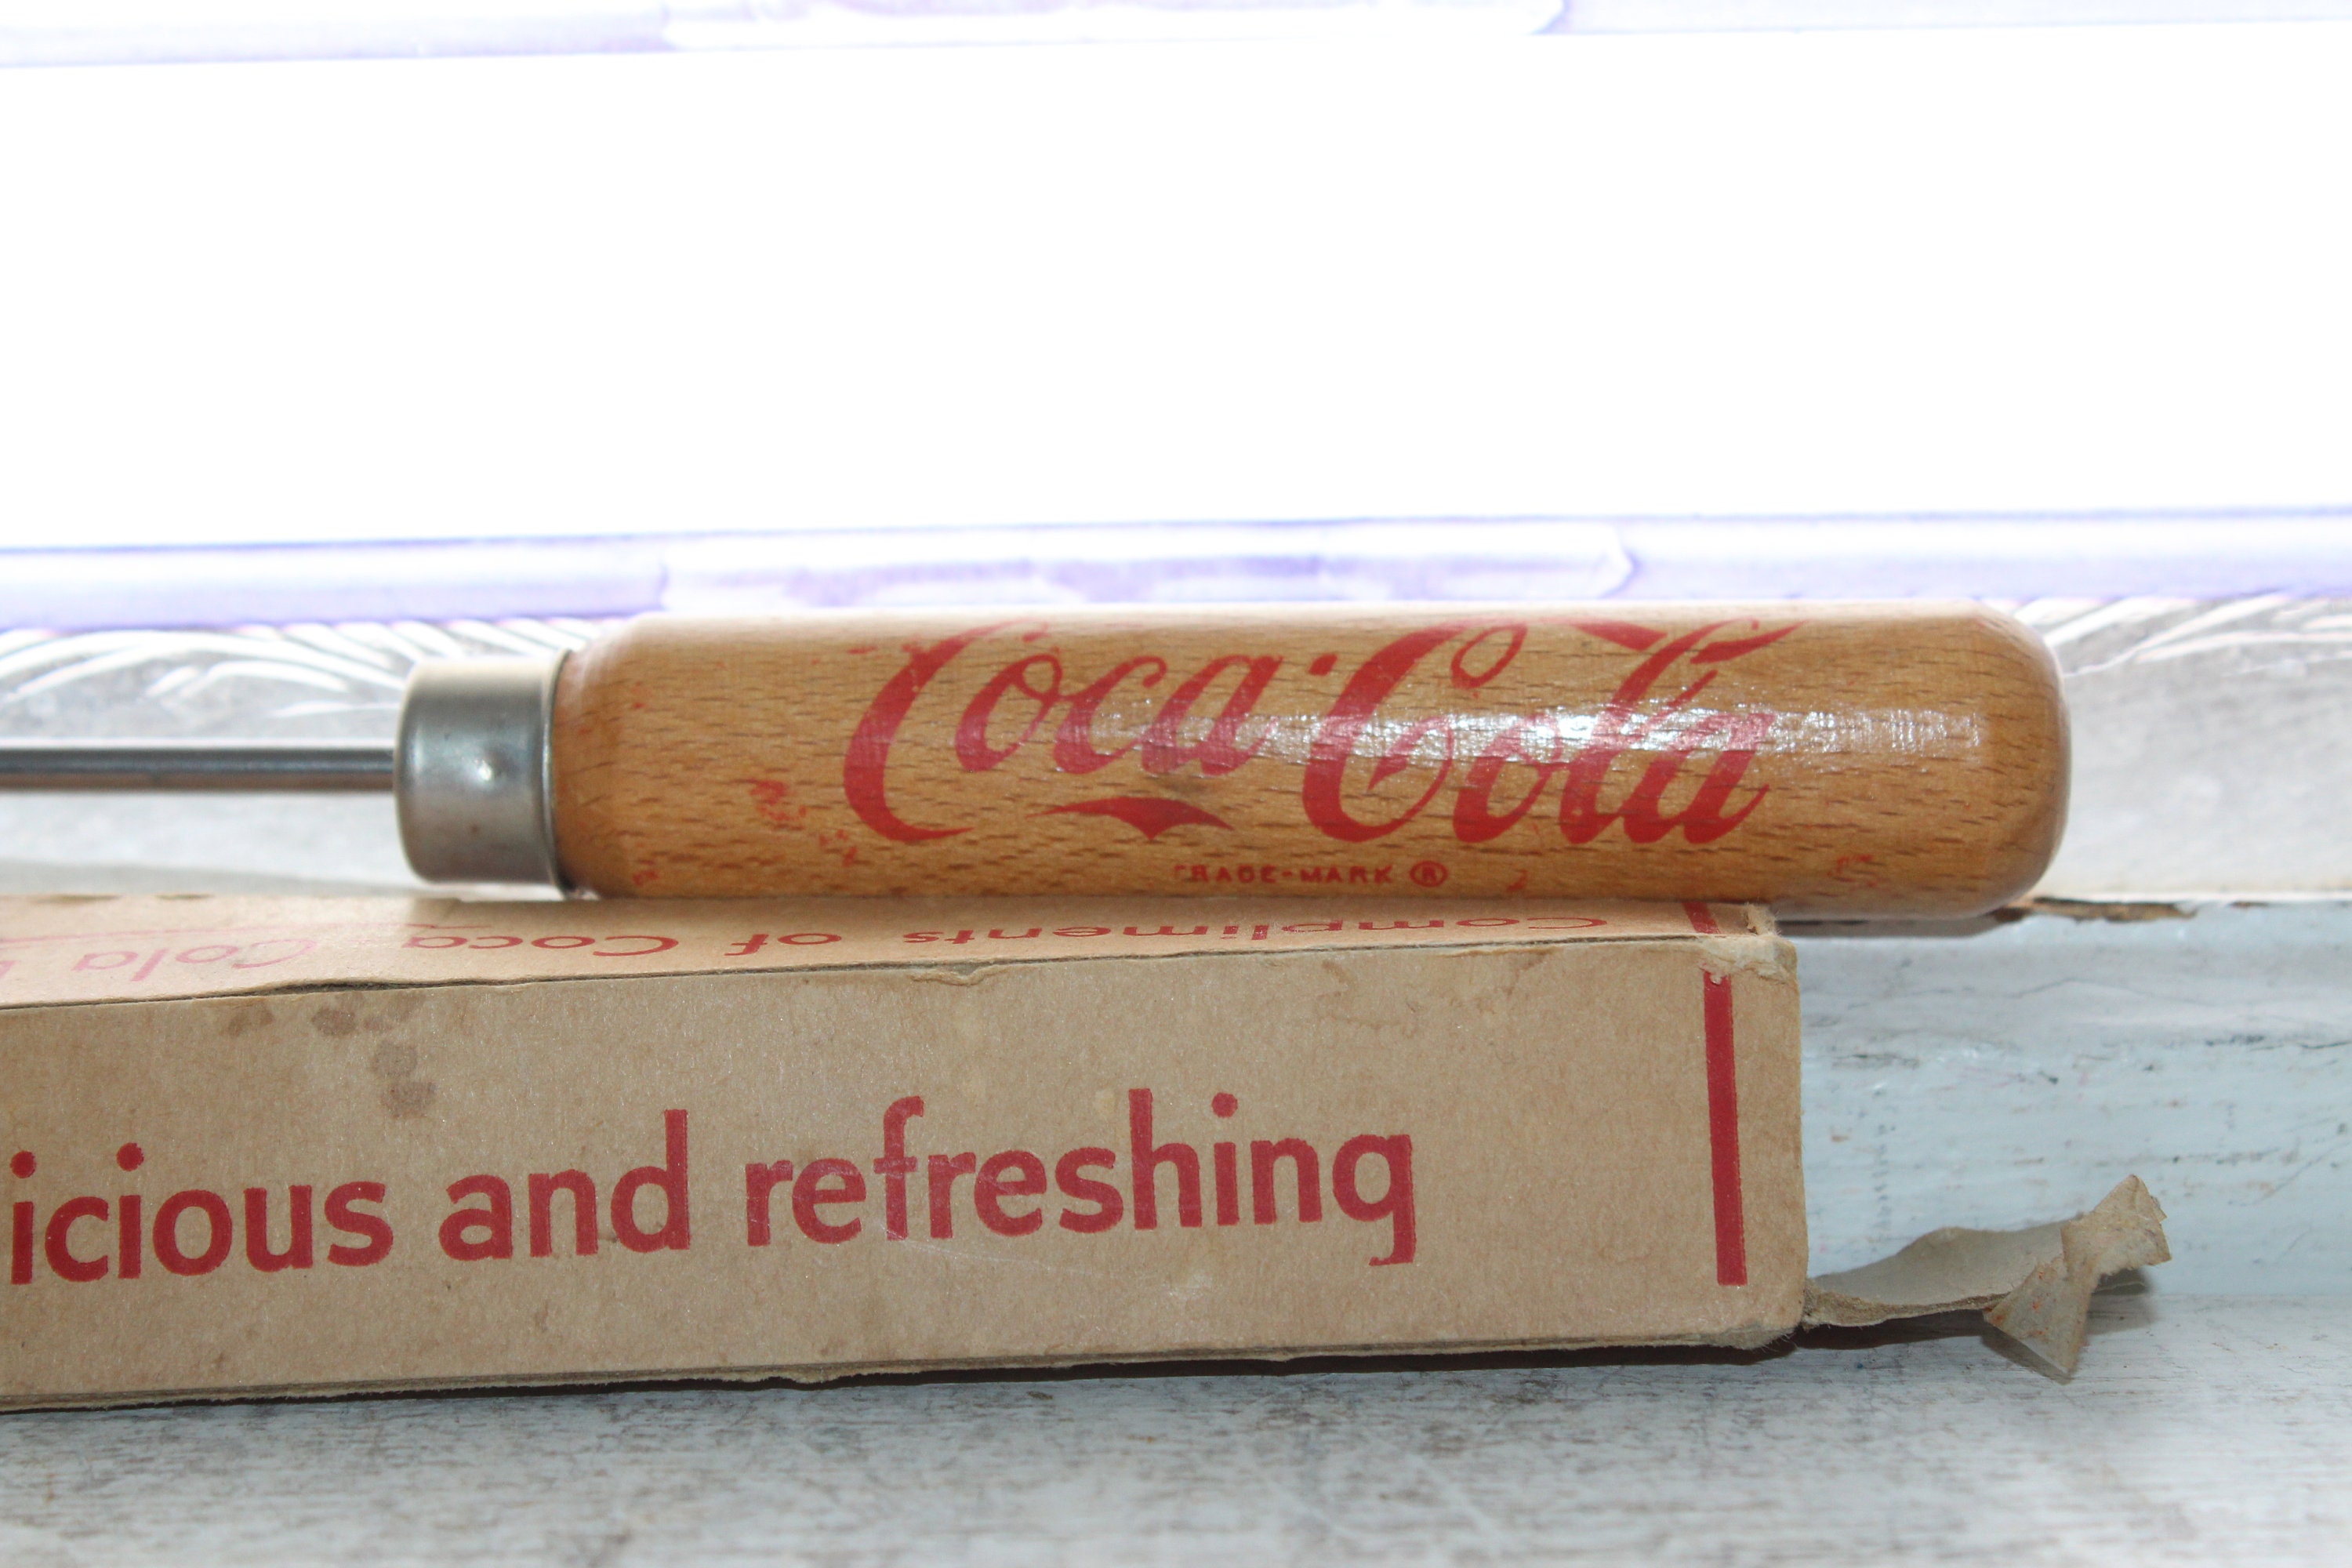 Coca-Cola
TRADE-MARK ®
Compliments of Coca Cola
icious and refreshing